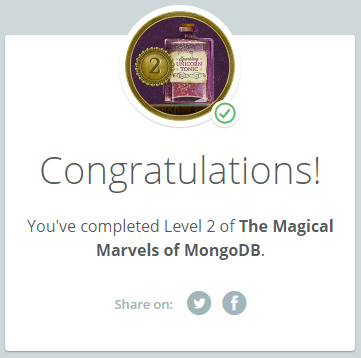 2
Sparkling
UNICORN
TONIC
Congratulations!
You've completed Level 2 of The Magical
Marvels of MongoDB.
Share on: